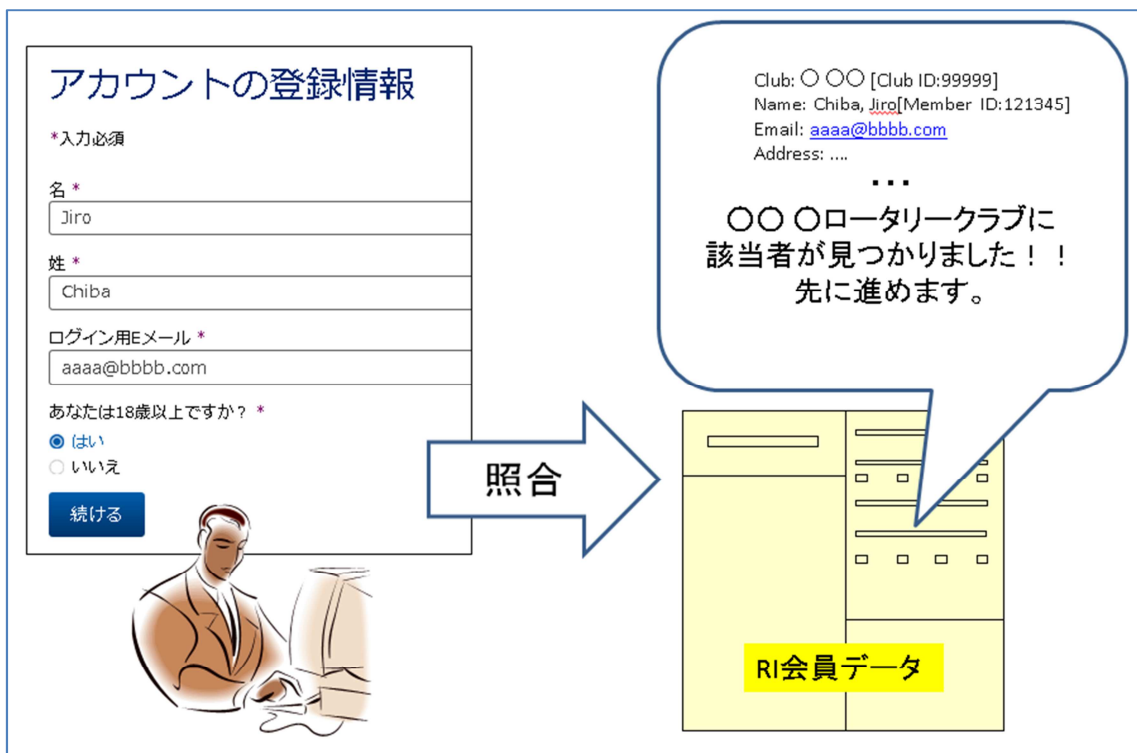 アカウントの登録情報
*入力必須
名 *
Jiro
姓 *
Chiba
ログイン用Eメール *
aaaa@bbbb.com
あなたは18歳以上ですか？ *
はい
いいえ
続ける
照合
Club: 〇 〇〇 [Club ID:99999]
Name: Chiba, Jiro[Member ID:121345]
Email: aaaa@bbbb.com
Address: ....
・・・
〇〇 〇ロータリークラブに
該当者が見つかりました！！
先に進めます。
RI会員データ